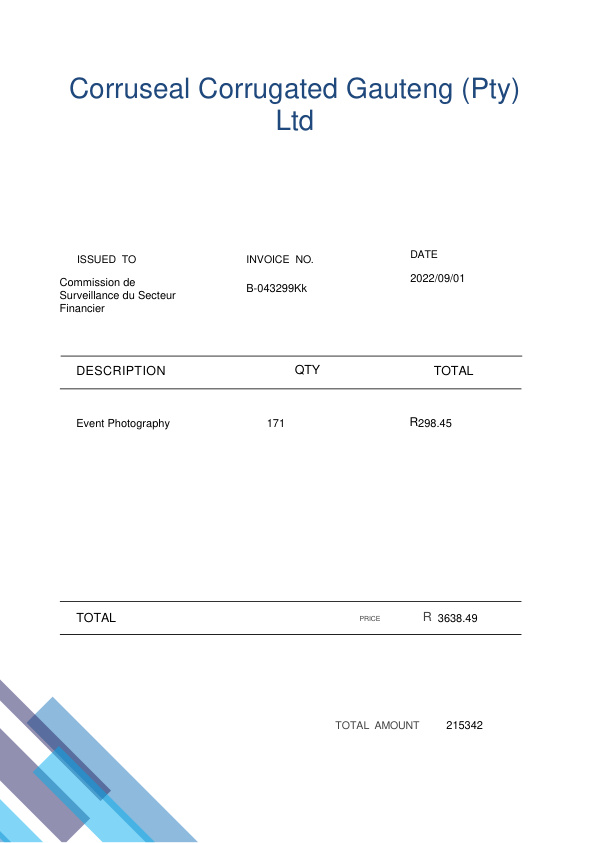 Corruseal Corrugated Gauteng (Pty)
Ltd
ISSUED TO
INVOICE NO.
DATE
Commission de
Surveillance du Secteur
Financier
B-043299Kk
2022/09/01
DESCRIPTION QTY TOTAL
Event Photography 171 R298.45
TOTAL PRICE R 3638.49
TOTAL AMOUNT 215342